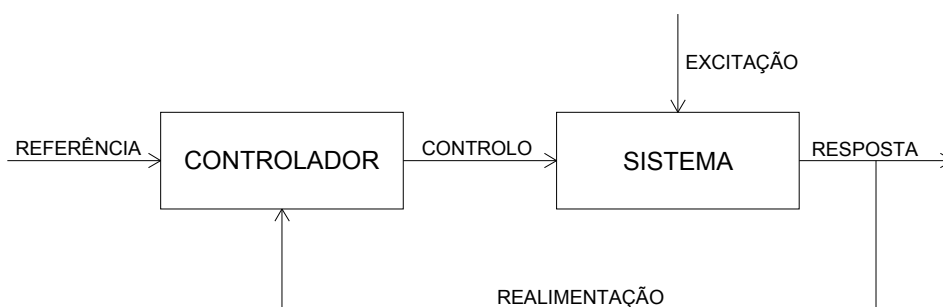 EXCITAÇÃO
REFERÊNCIA
CONTROLADOR
CONTROLO
SISTEMA
RESPOSTA
REALIMENTAÇÃO